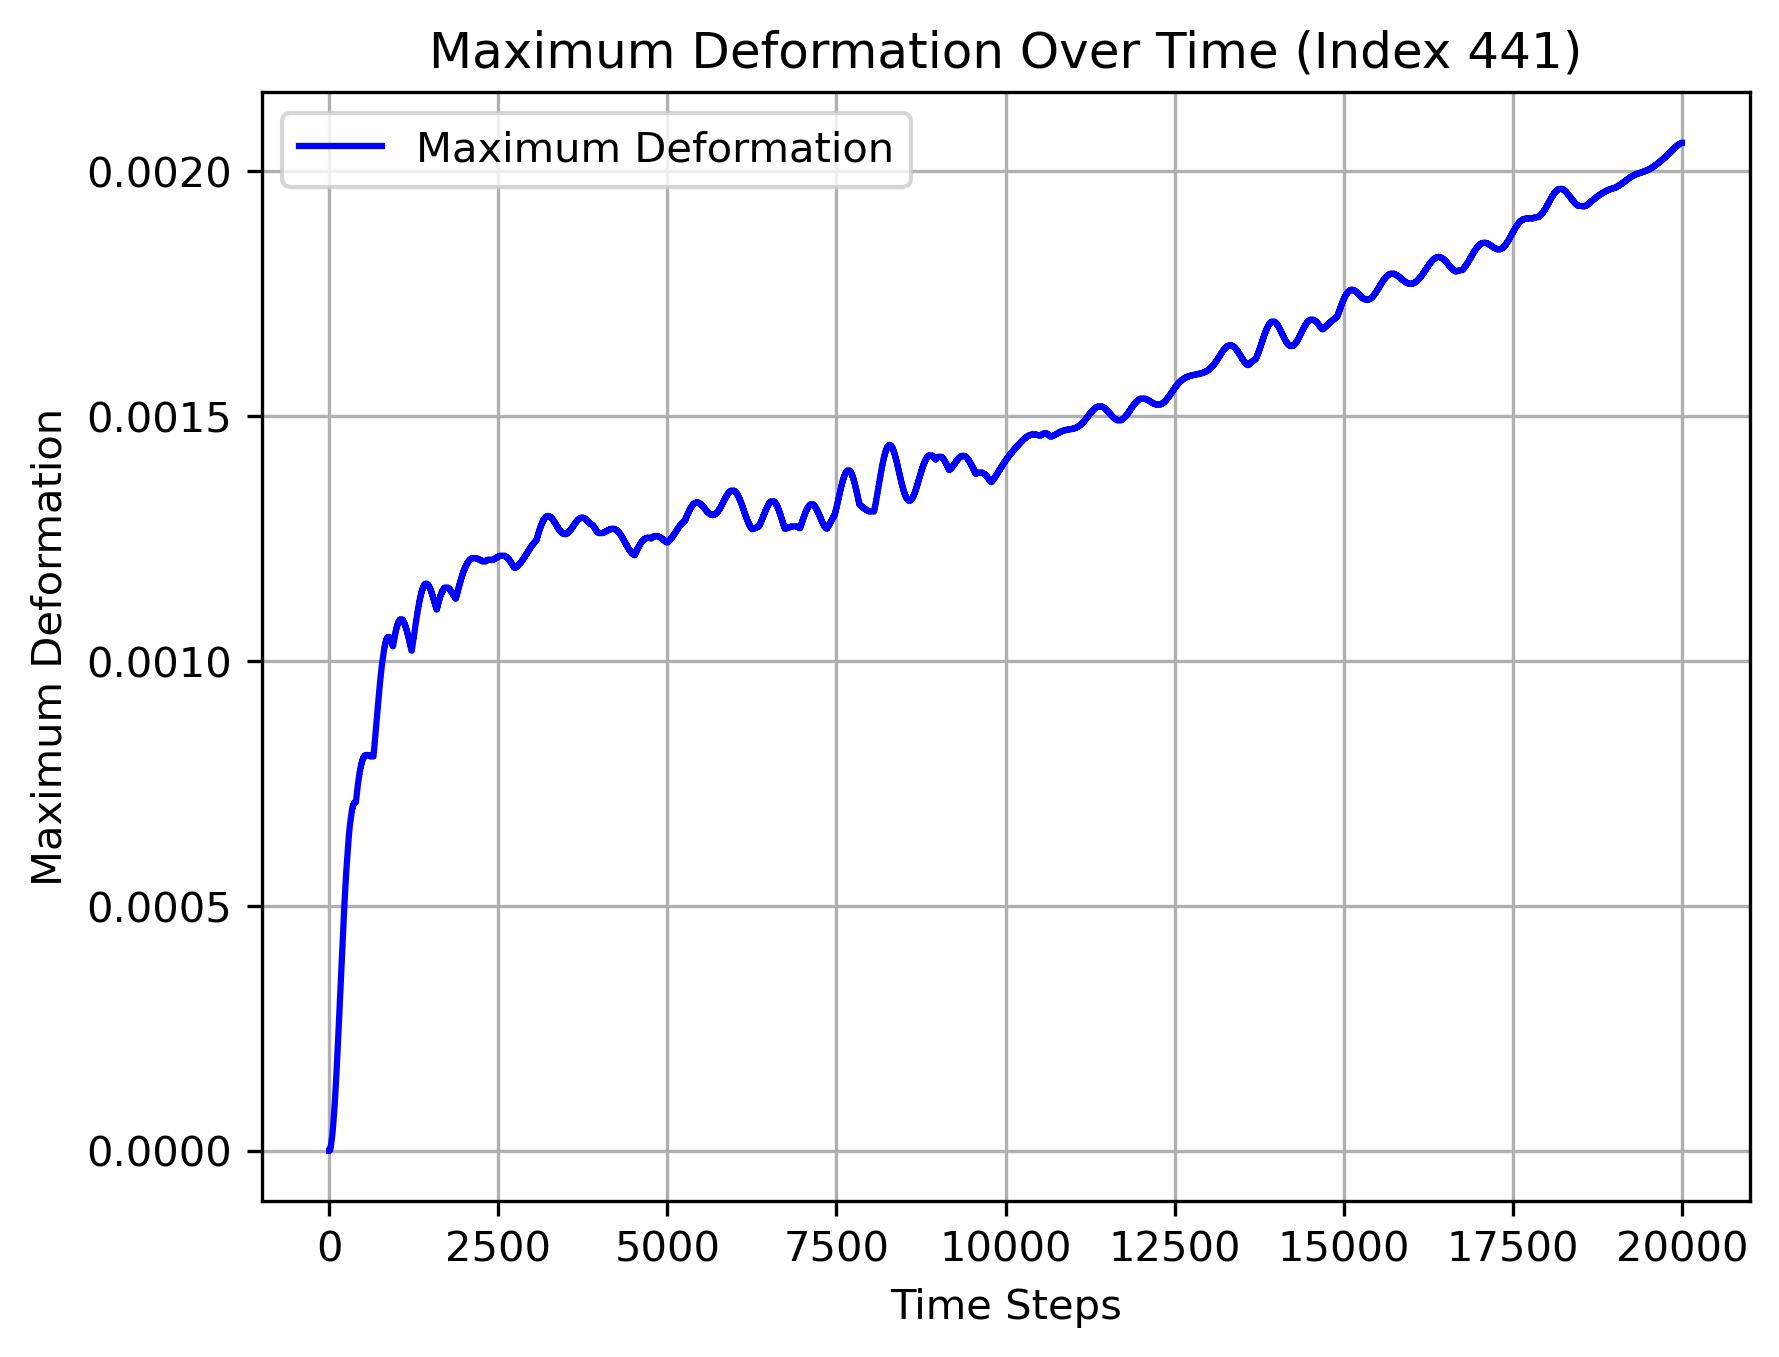 Maximum Deformation Over Time (Index 441)
Maximum Deformation
0.0020
0.0015
0.0010
0.0005
0.0000
Maximum Deformation
0 2500 5000 7500 10000 12500 15000 17500 20000
Time Steps